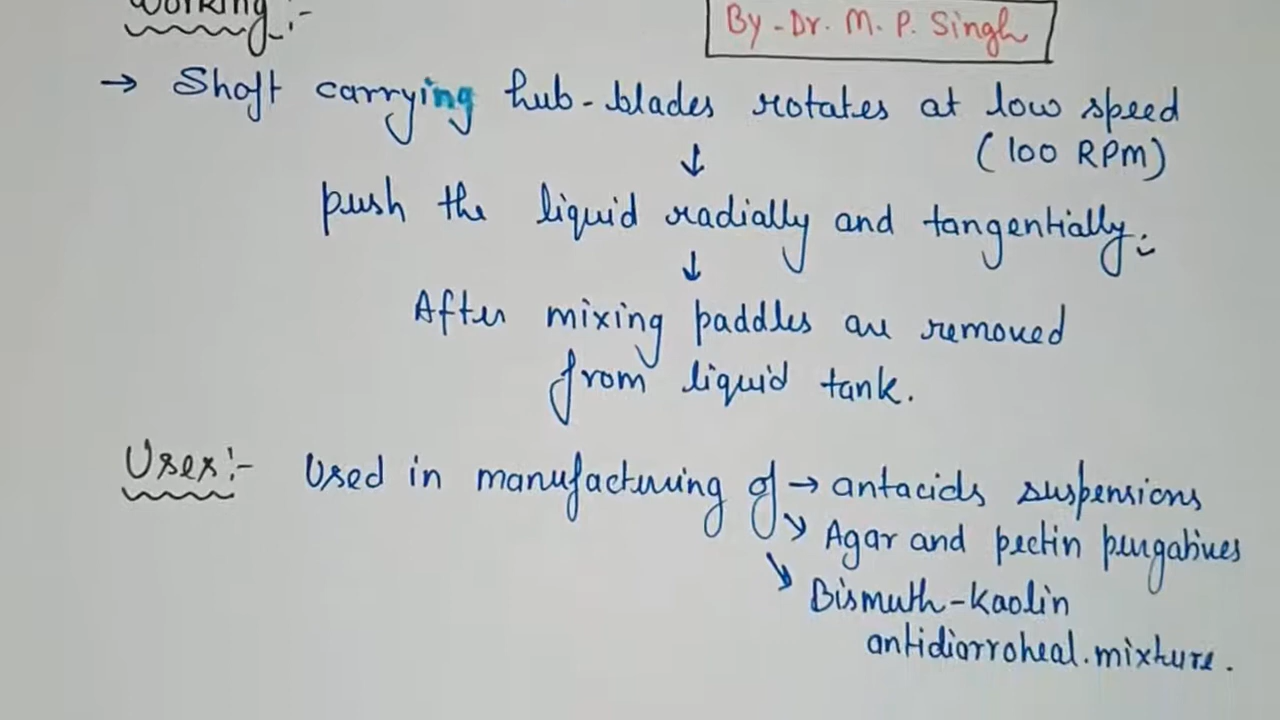 Working :-
By - Dr. M. P. Singh
→ Shaft carrying hub-blades rotates at low speed
(100 RPM)
↓
push the liquid radially and tangentially.
↓
After mixing paddles are removed
from liquid tank.
Uses:- Used in manufacturing of → antacids suspensions
↘ Agar and pectin purgatives
↘ Bismuth-Kaolin
antidiarroheal.mixture.